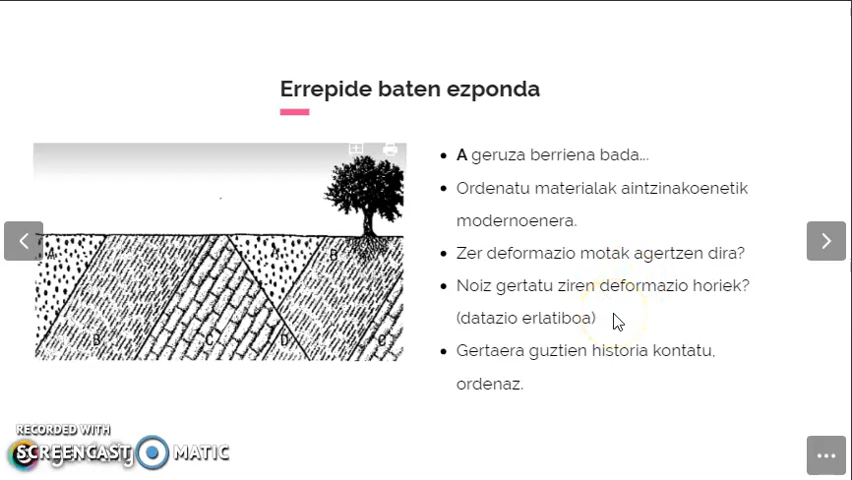 Errepide baten ezponda
A geruza berriena bada...
Ordenatu materialak aintzinakoenetik
modernoenera.
Zer deformazio motak agertzen dira?
Noiz gertatu ziren deformazio horiek?
(datazio erlatiboa)
Gertaera guztien historia kontatu,
ordenaz.
A
B
B
C
D
C
RECORDED WITH
SCREENCAST MATIC